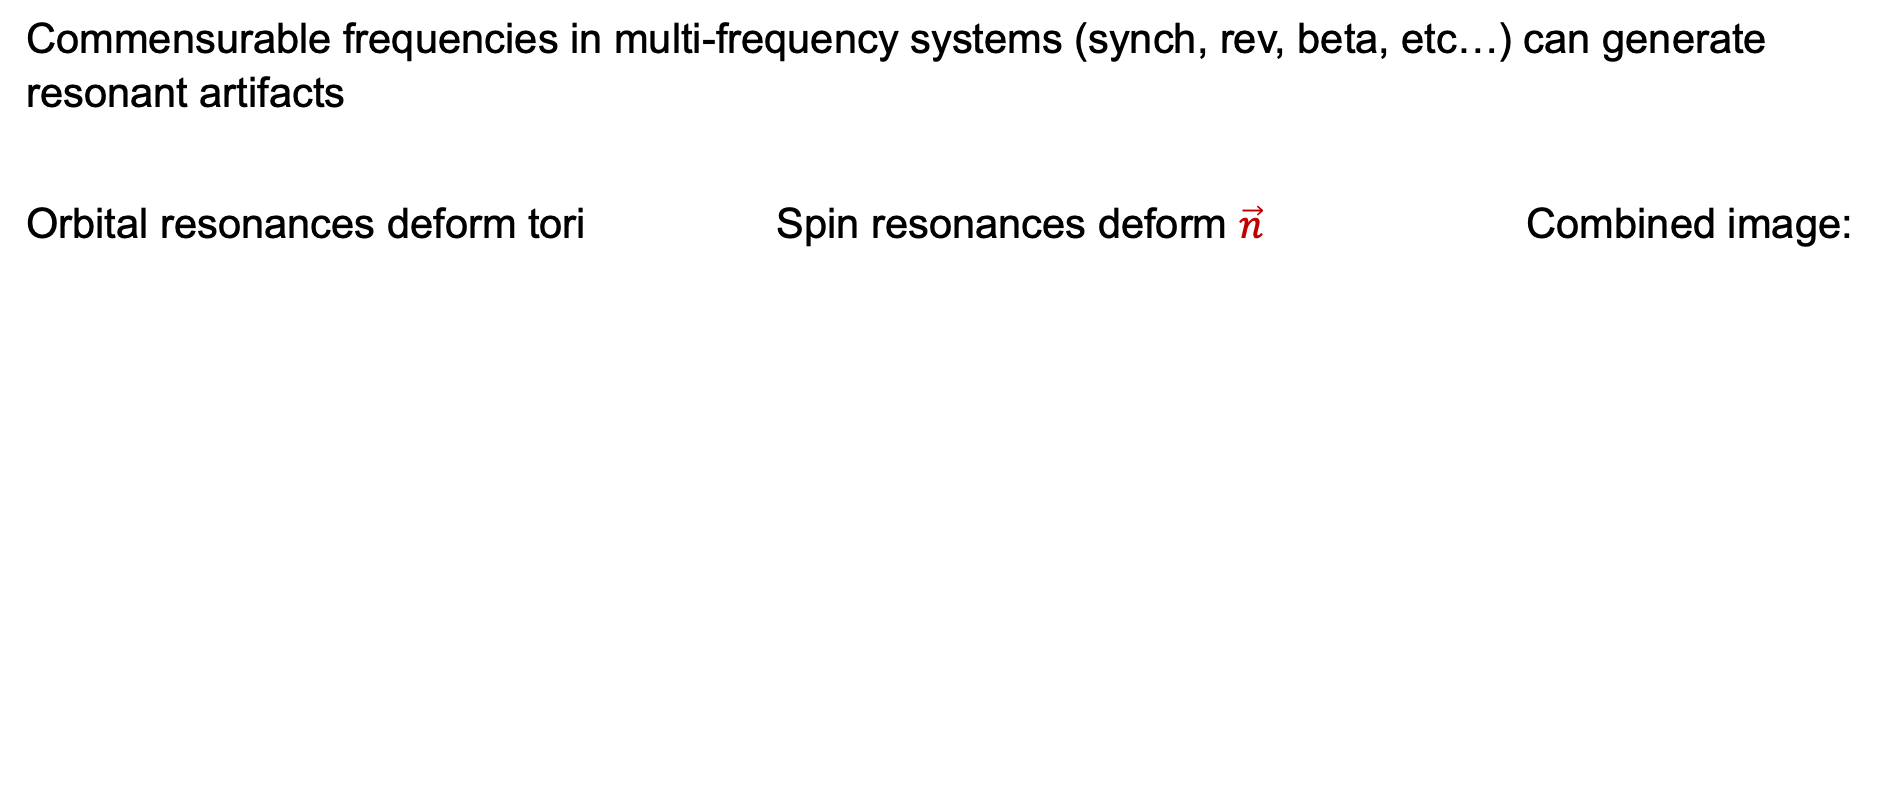 Commensurable frequencies in multi-frequency systems (synch, rev, beta, etc…) can generate
resonant artifacts
Orbital resonances deform tori
Spin resonances deform n⃗
Combined image: